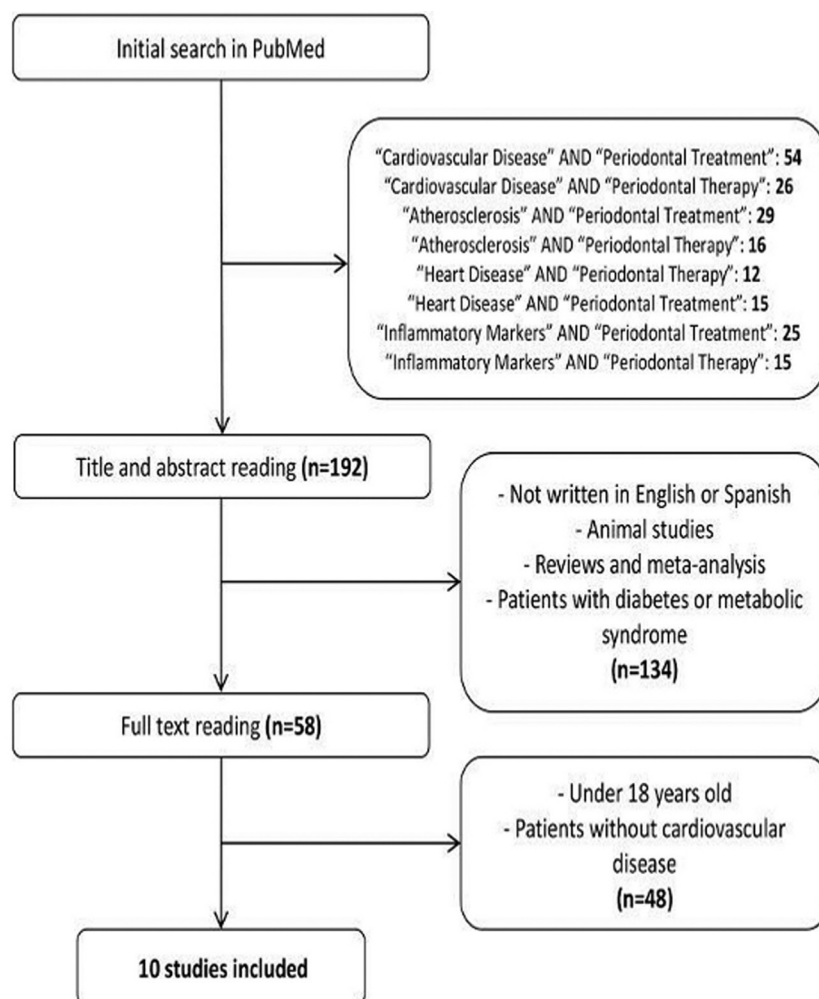 Initial search in PubMed
“Cardiovascular Disease” AND “Periodontal Treatment”: 54
“Cardiovascular Disease” AND “Periodontal Therapy”: 26
“Atherosclerosis” AND “Periodontal Treatment”: 29
“Atherosclerosis” AND “Periodontal Therapy”: 16
“Heart Disease” AND “Periodontal Therapy”: 12
“Heart Disease” AND “Periodontal Treatment”: 15
“Inflammatory Markers” AND “Periodontal Treatment”: 25
“Inflammatory Markers” AND “Periodontal Therapy”: 15
Title and abstract reading (n=192)
- Not written in English or Spanish
- Animal studies
- Reviews and meta-analysis
- Patients with diabetes or metabolic
syndrome
(n=134)
Full text reading (n=58)
- Under 18 years old
- Patients without cardiovascular
disease
(n=48)
10 studies included